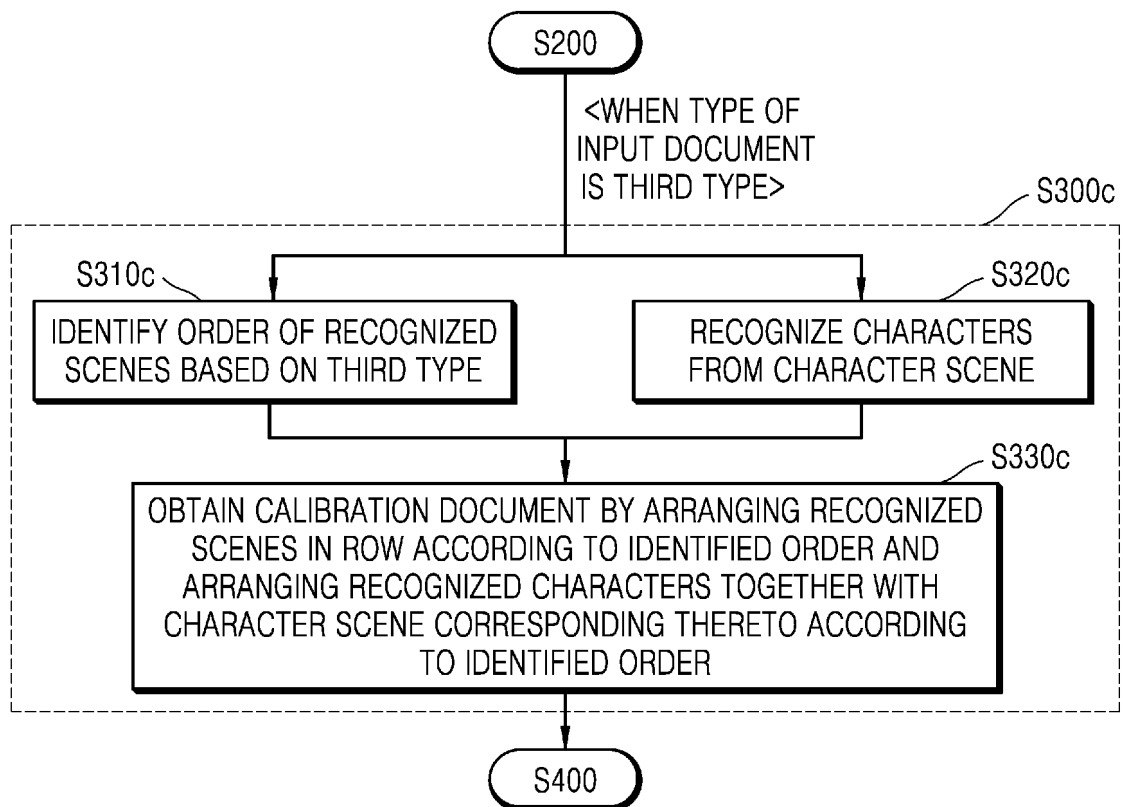 S200
<WHEN TYPE OF
INPUT DOCUMENT
IS THIRD TYPE>
S300c
S310c
IDENTIFY ORDER OF RECOGNIZED
SCENES BASED ON THIRD TYPE
S320c
RECOGNIZE CHARACTERS
FROM CHARACTER SCENE
S330c
OBTAIN CALIBRATION DOCUMENT BY ARRANGING RECOGNIZED
SCENES IN ROW ACCORDING TO IDENTIFIED ORDER AND
ARRANGING RECOGNIZED CHARACTERS TOGETHER WITH
CHARACTER SCENE CORRESPONDING THERETO ACCORDING
TO IDENTIFIED ORDER
S400